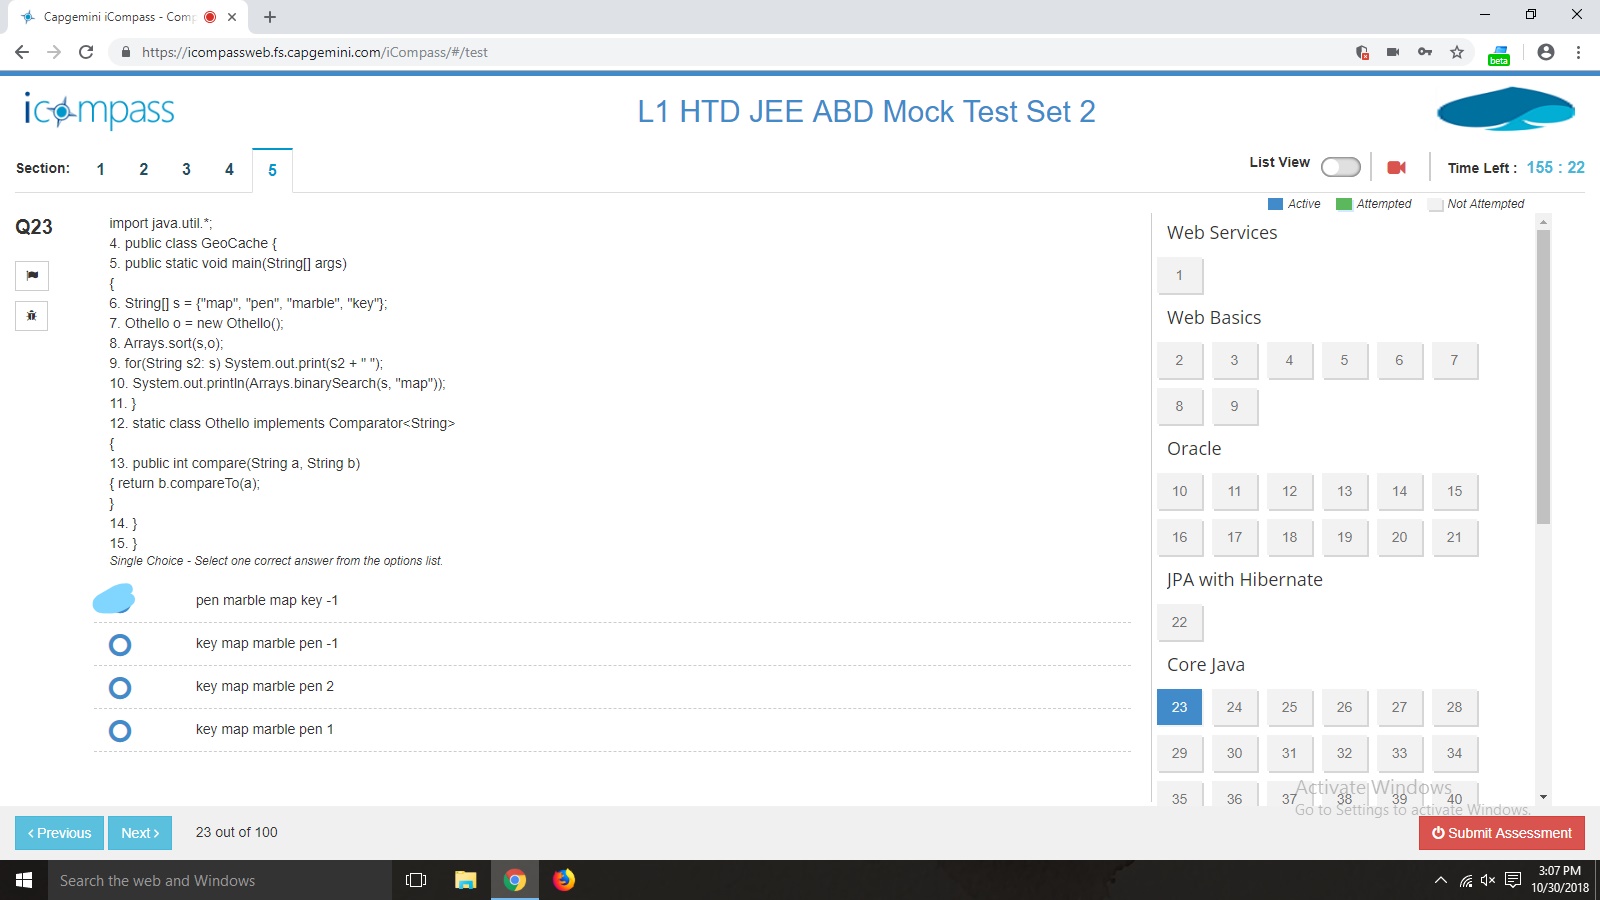 Capgemini iCompass - Comp
https://icompassweb.fs.capgemini.com/iCompass/#/test
beta
icompass
L1 HTD JEE ABD Mock Test Set 2
Section: 1 2 3 4 5
List View
Time Left : 155 : 22
Active Attempted Not Attempted
Q23
import java.util.*;
4. public class GeoCache {
5. public static void main(String[] args)
{
6. String[] s = {"map", "pen", "marble", "key"};
7. Othello o = new Othello();
8. Arrays.sort(s,o);
9. for(String s2: s) System.out.print(s2 + " ");
10. System.out.println(Arrays.binarySearch(s, "map"));
11. }
12. static class Othello implements Comparator<String>
{
13. public int compare(String a, String b)
{ return b.compareTo(a);
}
14. }
15. }
Single Choice - Select one correct answer from the options list.
pen marble map key -1
key map marble pen -1
key map marble pen 2
key map marble pen 1
Web Services
1
Web Basics
2 3 4 5 6 7
8 9
Oracle
10 11 12 13 14 15
16 17 18 19 20 21
JPA with Hibernate
22
Core Java
23 24 25 26 27 28
29 30 31 32 33 34
35 36 37 38 39 40
Activate Windows
Go to Settings to activate Windows.
‹ Previous
Next ›
23 out of 100
Submit Assessment
Search the web and Windows
3:07 PM
10/30/2018